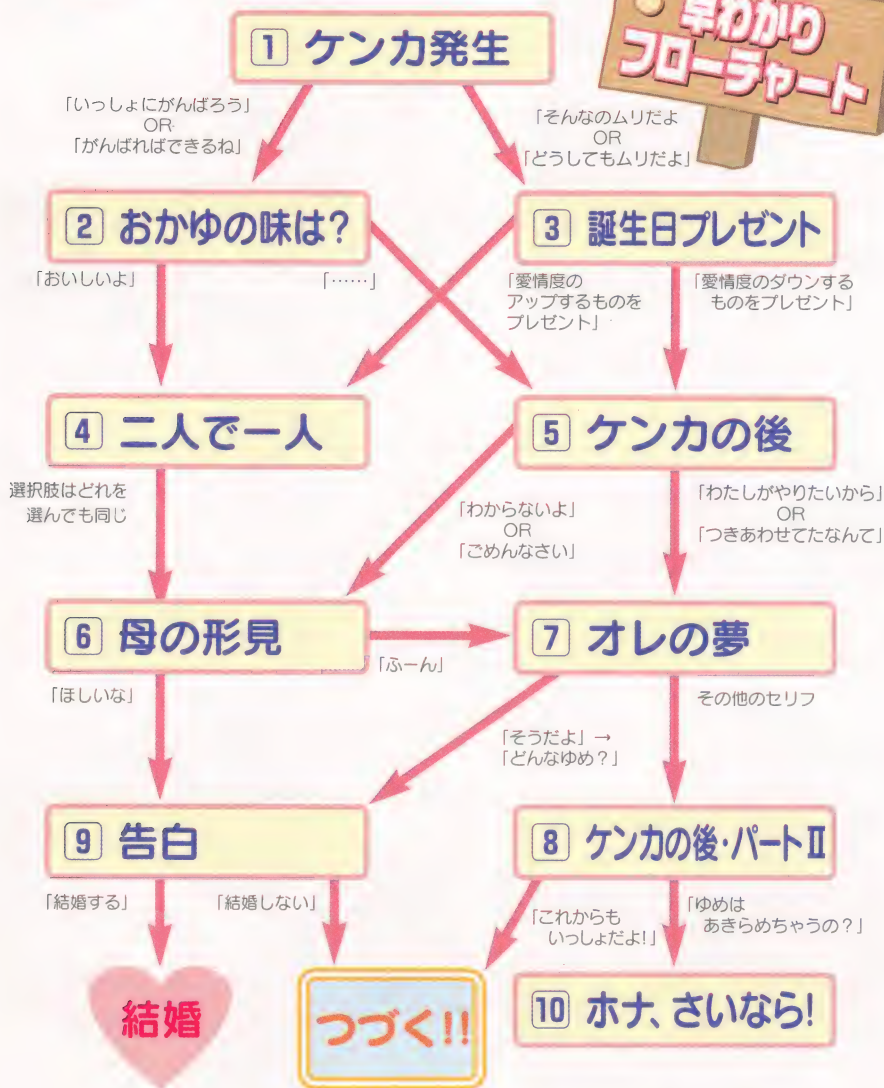 早わかり
フローチャート
1 ケンカ発生
「いっしょにがんばろう」
OR
「がんばればできるね」
「そんなのムリだよ
OR
「どうしてもムリだよ」
2 おかゆの味は?
3 誕生日プレゼント
「おいしいよ」
「……」
「愛情度の
アップするものを
プレゼント」
「愛情度のダウンする
ものをプレゼント」
4 二人で一人
5 ケンカの後
選択肢はどれを
選んでも同じ
「わからないよ」
OR
「ごめんなさい」
「わたしがやりたいから」
OR
「つきあわせてたなんて」
6 母の形見
7 オレの夢
「ふーん」
「ほしいな」
「そうだよ」→
「どんなゆめ?」
その他のセリフ
9 告白
8 ケンカの後・パートⅡ
「結婚する」
「結婚しない」
「これからも
いっしょだよ!」
「ゆめは
あきらめちゃうの?」
結婚
つづく!!
10 ホナ、さいなら!